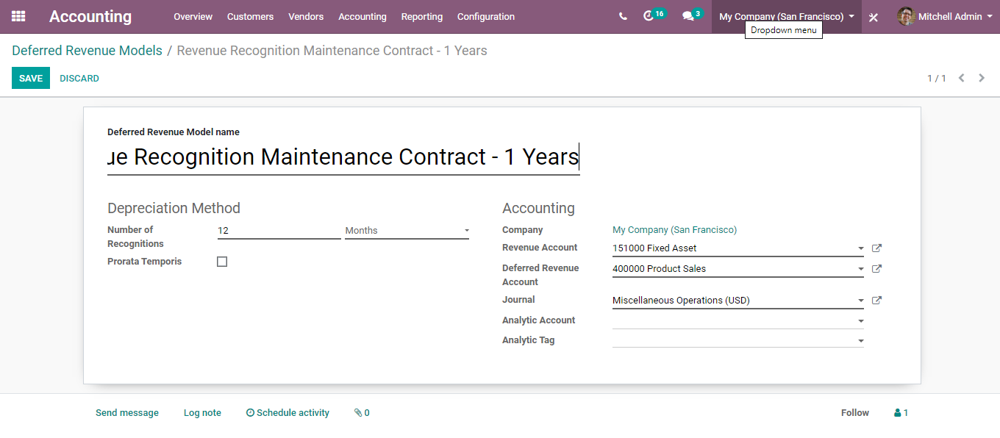 Accounting Overview Customers Vendors Accounting Reporting Configuration 16 3 My Company (San Francisco) Mitchell Admin
Dropdown menu
Deferred Revenue Models / Revenue Recognition Maintenance Contract - 1 Years
SAVE DISCARD 1 / 1
Deferred Revenue Model name
ue Recognition Maintenance Contract - 1 Years
Depreciation Method Accounting
Number of Recognitions 12 Months
Prorata Temporis
Company My Company (San Francisco)
Revenue Account 151000 Fixed Asset
Deferred Revenue Account 400000 Product Sales
Journal Miscellaneous Operations (USD)
Analytic Account
Analytic Tag
Send message Log note Schedule activity 0 Follow 1